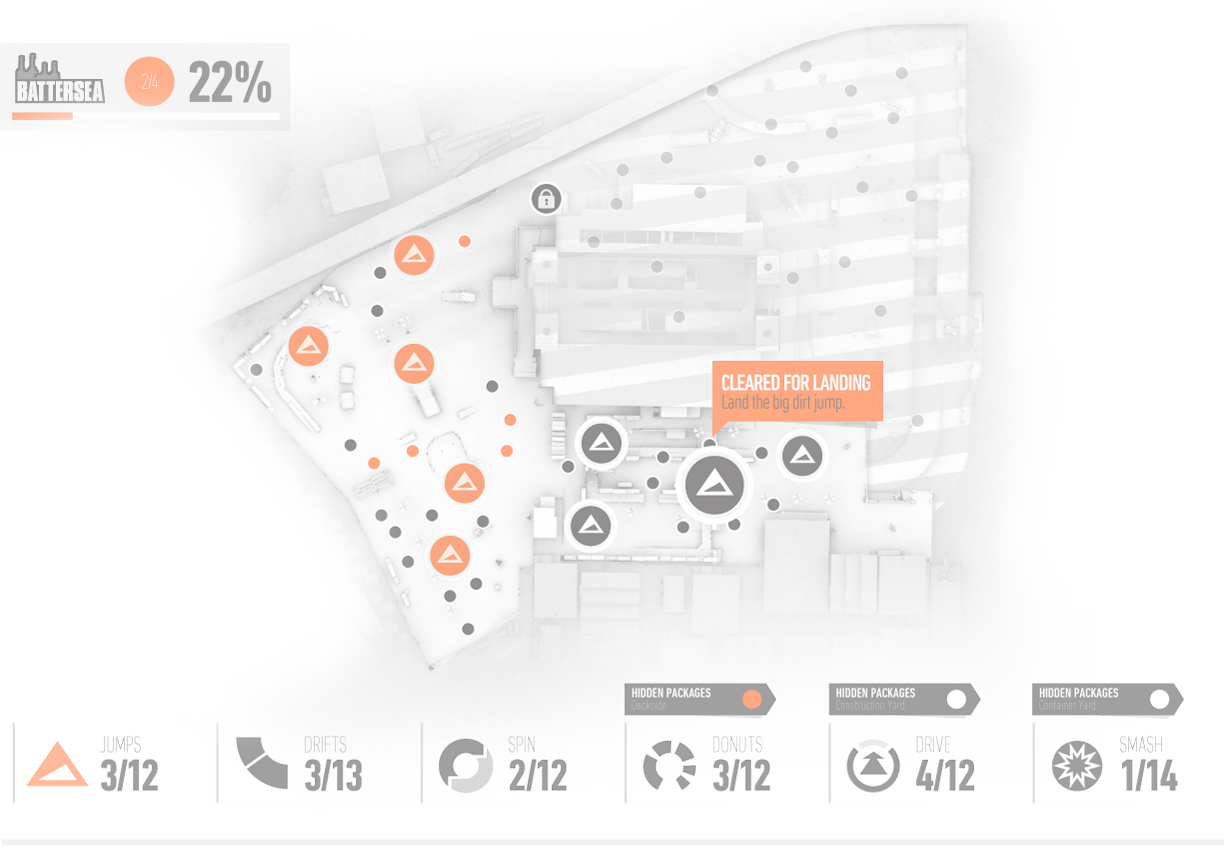 BATTERSEA
2/4
22%
CLEARED FOR LANDING
Land the big dirt jump.
HIDDEN PACKAGES
Dockside
HIDDEN PACKAGES
Construction Yard
HIDDEN PACKAGES
Container Yard
JUMPS
3/12
DRIFTS
3/13
SPIN
2/12
DONUTS
3/12
DRIVE
4/12
SMASH
1/14